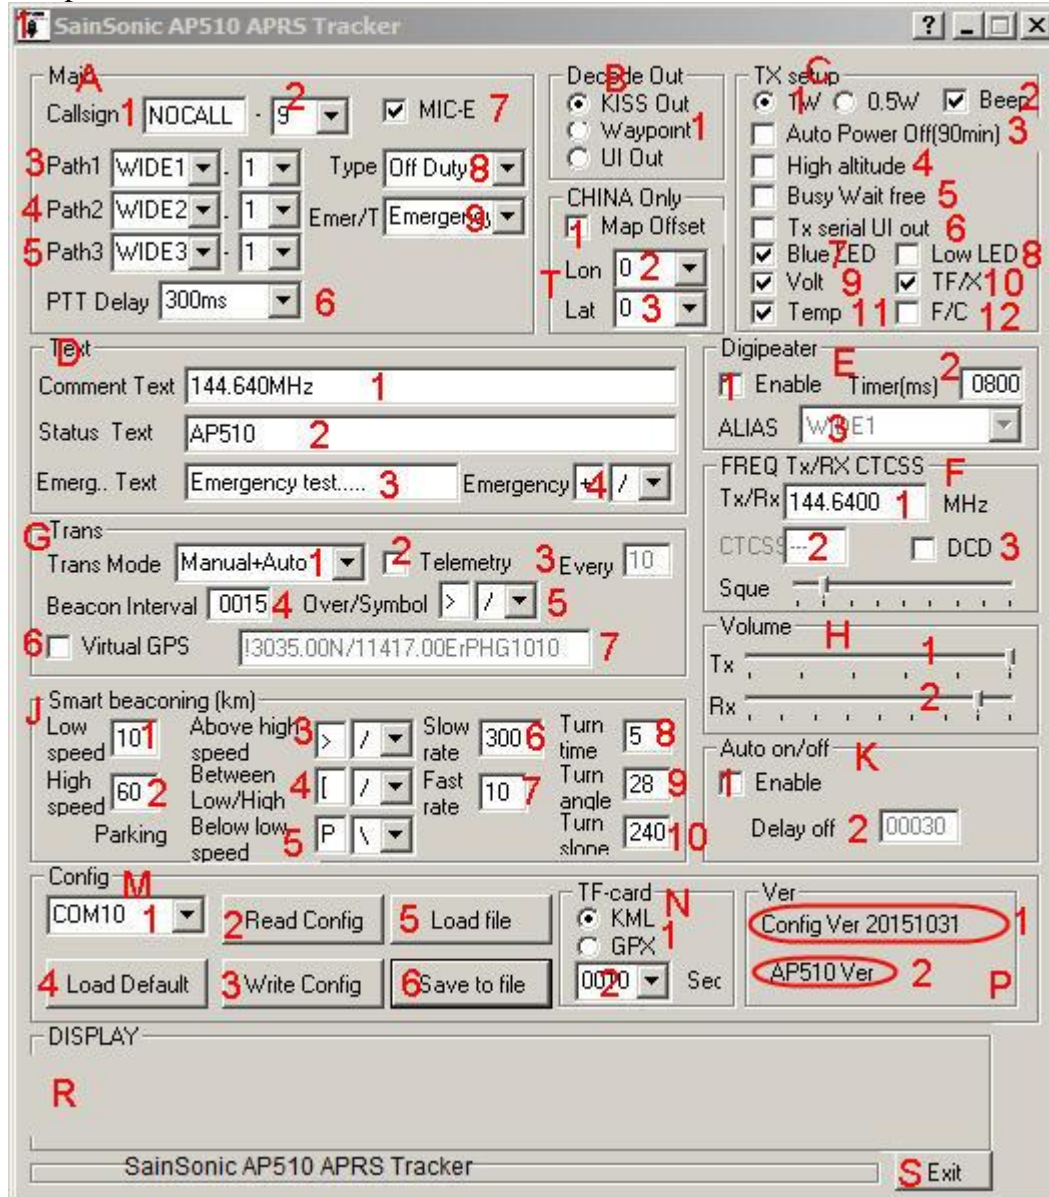 1 SainSonic AP510 APRS Tracker
Main A
Callsign 1 NOCALL - 9 2 MIC-E 7
3 Path1 WIDE1 - 1 Type Off Duty 8
4 Path2 WIDE2 - 1 Emer/T Emergency 9
5 Path3 WIDE3 - 1
PTT Delay 300ms 6
Decode Out B
KISS Out
Waypoint 1
UI Out
CHINA Only
1 Map Offset
T
Lon 0 2
Lat 0 3
TX setup C
1 1W 0.5W Beep 2
Auto Power Off(90min) 3
High altitude 4
Busy Wait free 5
Tx serial UI out 6
Blue LED 7 Low LED 8
Volt 9 TF/X 10
Temp 11 F/C 12
Text D
Comment Text 144.640MHz 1
Status Text AP510 2
Emerg.. Text Emergency test..... 3 Emergency 4 /
Digipeater E
1 Enable Timer(ms) 2 0800
ALIAS WIDE1 3
FREQ Tx/RX CTCSS F
Tx/Rx 144.6400 1 MHz
CTCSS --- 2 DCD 3
Sque
G Trans
Trans Mode Manual+Auto 1 2 Telemetry 3 Every 10
Beacon Interval 0015 4 Over/Symbol > / 5
6 Virtual GPS !3035.00N/11417.00ErPHG1010 7
Volume H
Tx 1
Rx 2
J Smart beaconing (km)
Low speed 10 1
High speed 60 2
Parking
Above high speed 3 > /
Between Low/High 4 [ /
Below low speed 5 P \
Slow rate 300 6
Fast rate 10 7
Turn time 5 8
Turn angle 28 9
Turn slope 240 10
Auto on/off K
1 Enable
Delay off 2 00030
Config M
COM10 1 2 Read Config 5 Load file
4 Load Default 3 Write Config 6 Save to file
TF-card N
KML 1
GPX
0010 2 Sec
Ver
Config Ver 20151031 1
AP510 Ver 2 P
DISPLAY
R
SainSonic AP510 APRS Tracker
S Exit